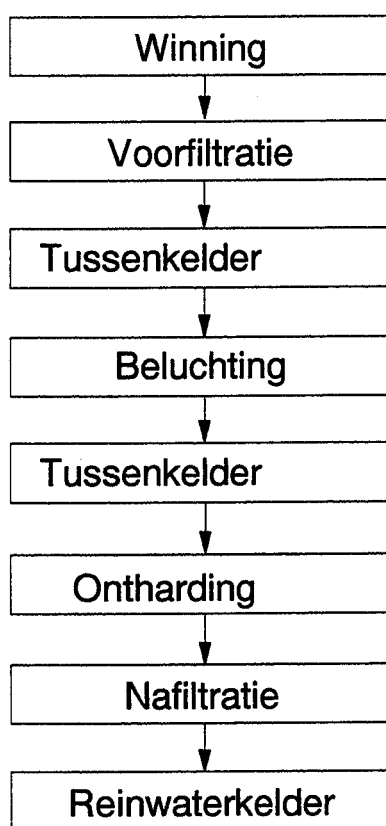 Winning
Voorfiltratie
Tussenkelder
Beluchting
Tussenkelder
Ontharding
Nafiltratie
Reinwaterkelder